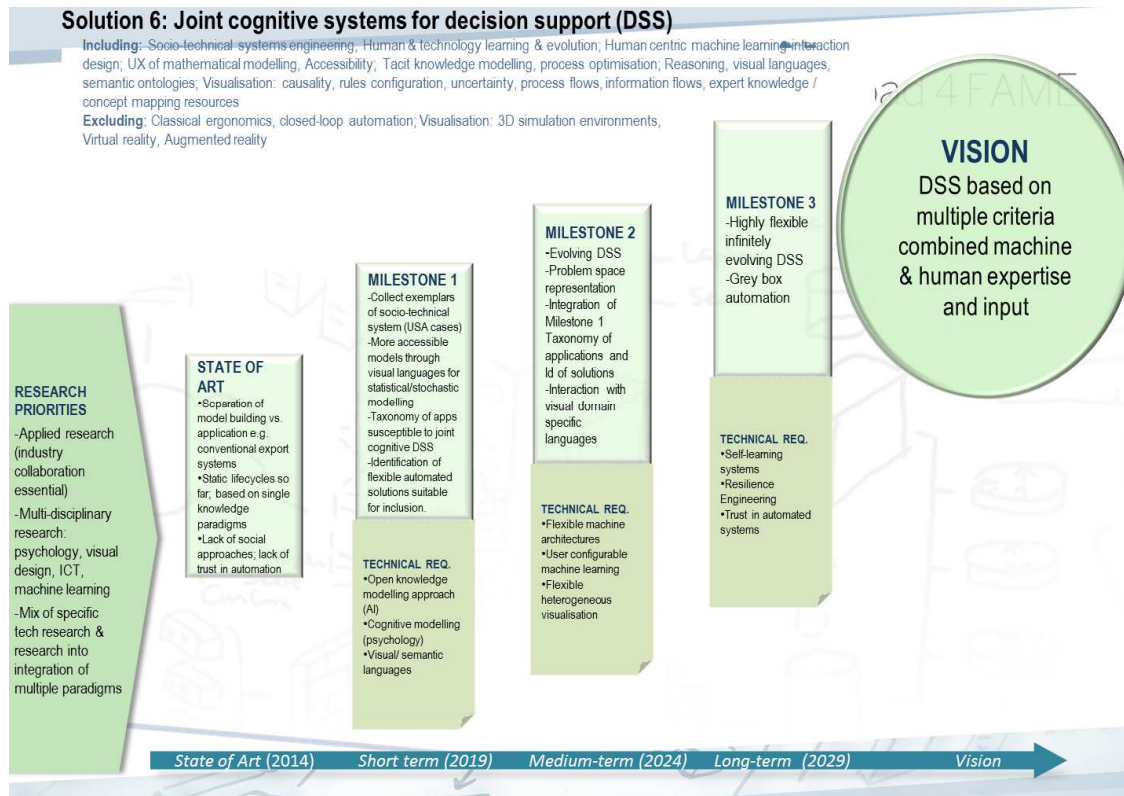 Solution 6: Joint cognitive systems for decision support (DSS)
Including: Socio-technical systems engineering, Human & technology learning & evolution; Human centric machine learning interaction
design; UX of mathematical modelling, Accessibility; Tacit knowledge modelling, process optimisation; Reasoning, visual languages,
semantic ontologies; Visualisation: causality, rules configuration, uncertainty, process flows, information flows, expert knowledge /
concept mapping resources
Excluding: Classical ergonomics, closed-loop automation; Visualisation: 3D simulation environments,
Virtual reality, Augmented reality
4FAME
RESEARCH
PRIORITIES
-Applied research
(industry
collaboration
essential)
-Multi-disciplinary
research:
psychology, visual
design, ICT,
machine learning
-Mix of specific
tech research &
research into
integration of
multiple paradigms
STATE OF
ART
•Separation of
model building vs.
application e.g.
conventional export
systems
•Static lifecycles so
far; based on single
knowledge
paradigms
•Lack of social
approaches; lack of
trust in automation
MILESTONE 1
-Collect exemplars
of socio-technical
system (USA cases)
-More accessible
models through
visual languages for
statistical/stochastic
modelling
-Taxonomy of apps
susceptible to joint
cognitive DSS
-Identification of
flexible automated
solutions suitable
for inclusion.
TECHNICAL REQ.
•Open knowledge
modelling approach
(AI)
•Cognitive modelling
(psychology)
•Visual/ semantic
languages
MILESTONE 2
-Evolving DSS
-Problem space
representation
-Integration of
Milestone 1
Taxonomy of
applications and
Id of solutions
-Interaction with
visual domain
specific
languages
TECHNICAL REQ.
•Flexible machine
architectures
•User configurable
machine learning
•Flexible
heterogeneous
visualisation
MILESTONE 3
-Highly flexible
infinitely
evolving DSS
-Grey box
automation
TECHNICAL REQ.
•Self-learning
systems
•Resilience
Engineering
•Trust in automated
systems
VISION
DSS based on
multiple criteria
combined machine
& human expertise
and input
State of Art (2014) Short term (2019) Medium-term (2024) Long-term (2029) Vision